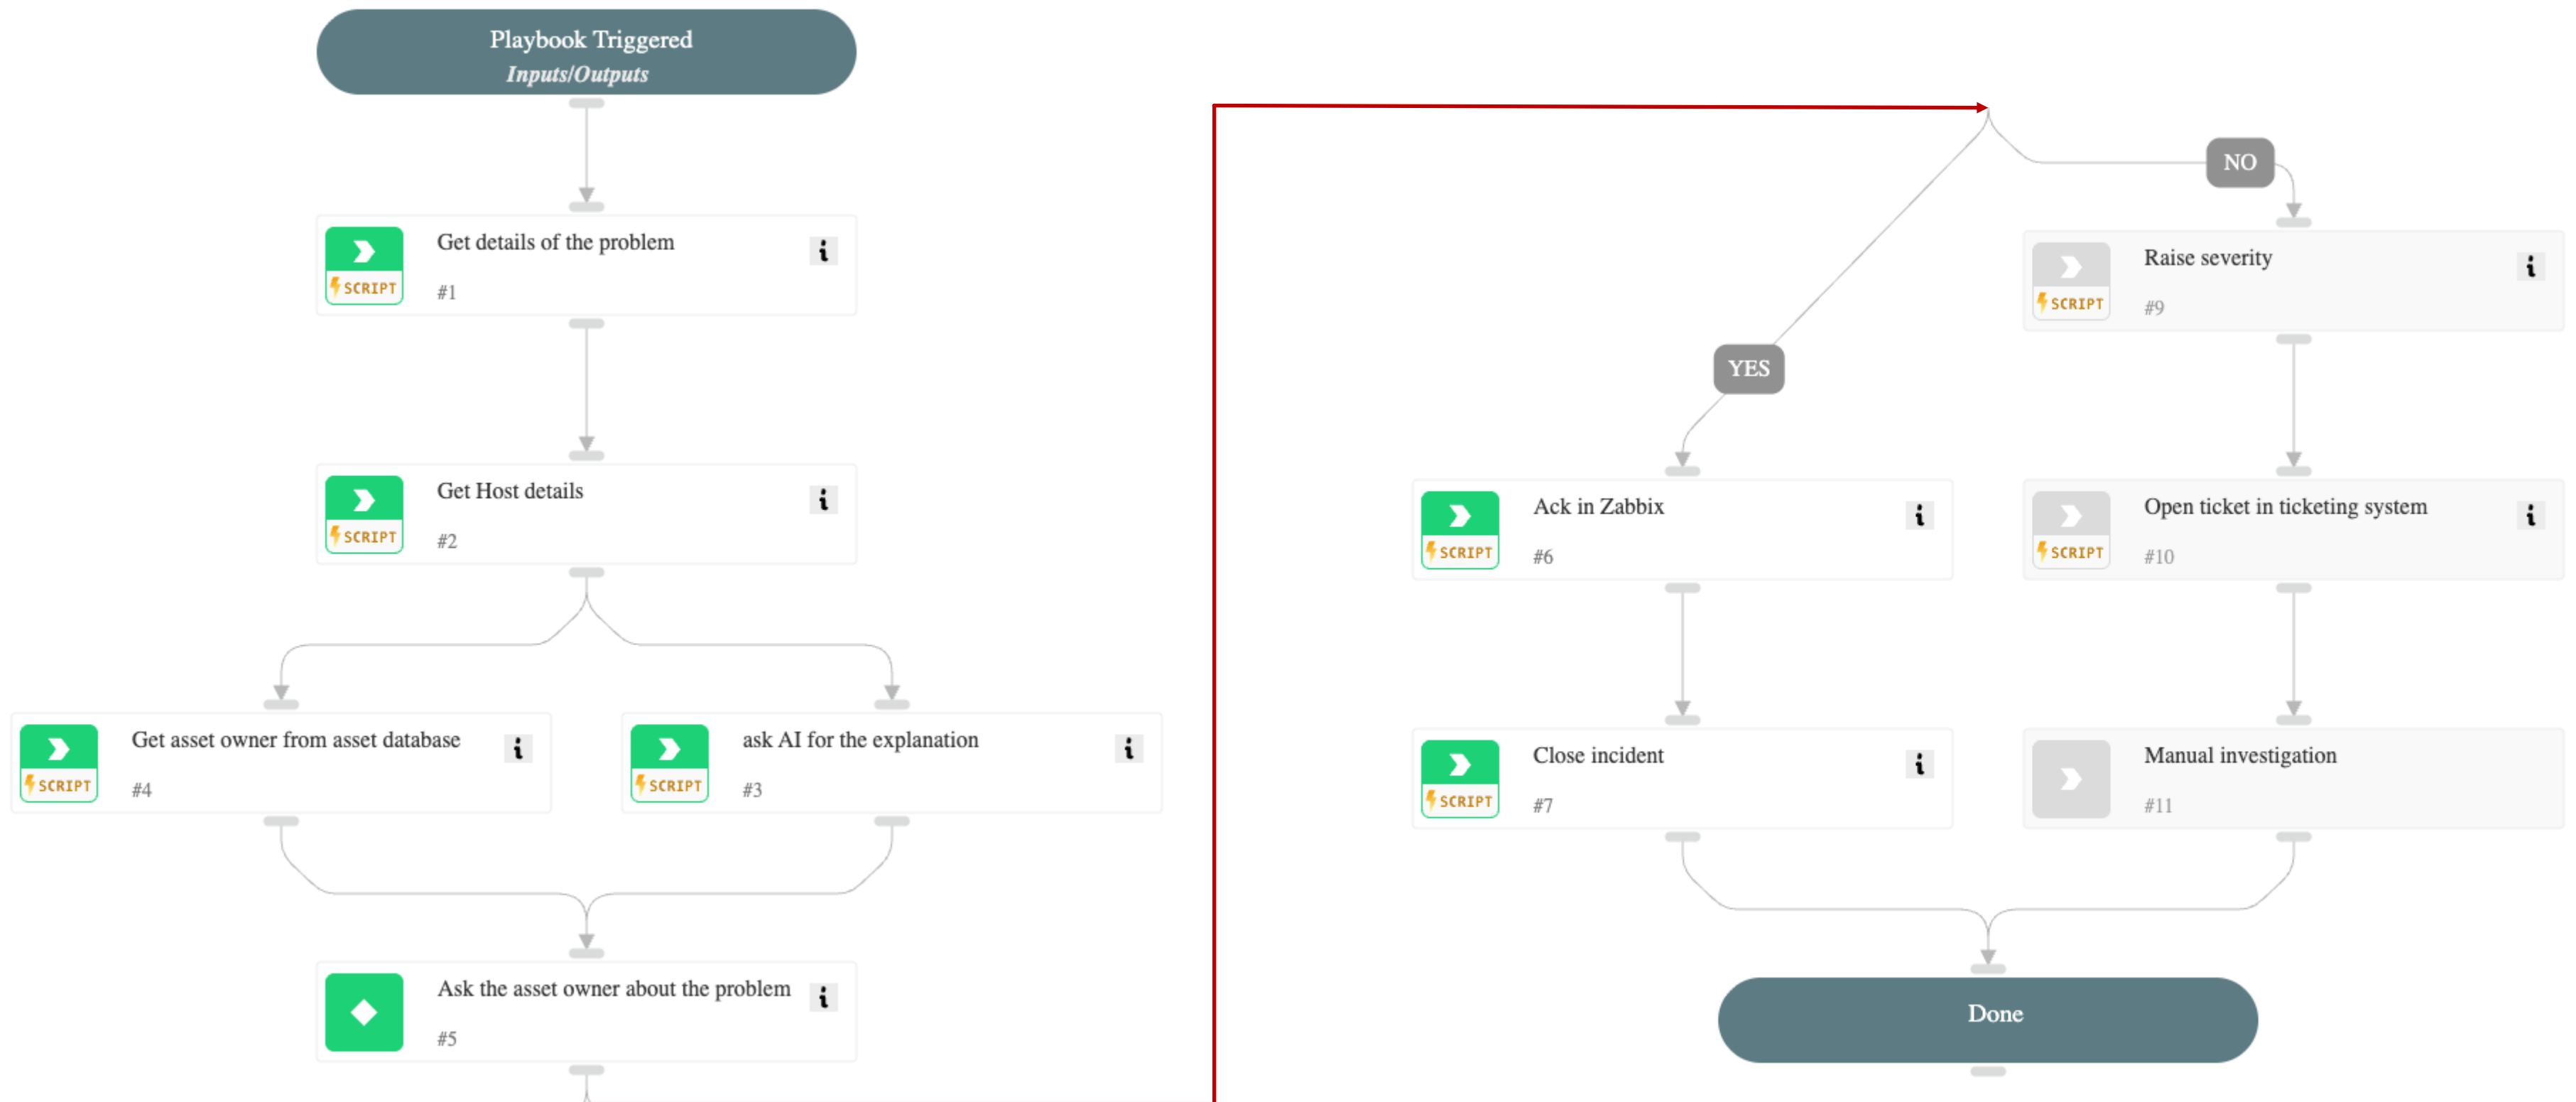 Playbook Triggered
Inputs/Outputs
Get details of the problem
i
SCRIPT
#1
Get Host details
i
SCRIPT
#2
Get asset owner from asset database
i
SCRIPT
#4
ask AI for the explanation
i
SCRIPT
#3
Ask the asset owner about the problem
i
#5
NO
YES
Raise severity
i
SCRIPT
#9
Ack in Zabbix
i
SCRIPT
#6
Open ticket in ticketing system
i
SCRIPT
#10
Close incident
i
SCRIPT
#7
Manual investigation
#11
Done